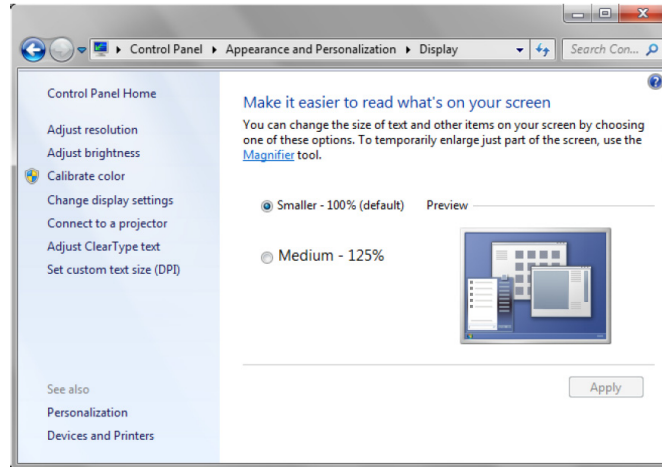 Control Panel ▸ Appearance and Personalization ▸ Display
Search Con...
Control Panel Home
Adjust resolution
Adjust brightness
Calibrate color
Change display settings
Connect to a projector
Adjust ClearType text
Set custom text size (DPI)
See also
Personalization
Devices and Printers
Make it easier to read what's on your screen
You can change the size of text and other items on your screen by choosing
one of these options. To temporarily enlarge just part of the screen, use the
Magnifier tool.
Smaller - 100% (default)
Preview
Medium - 125%
Apply